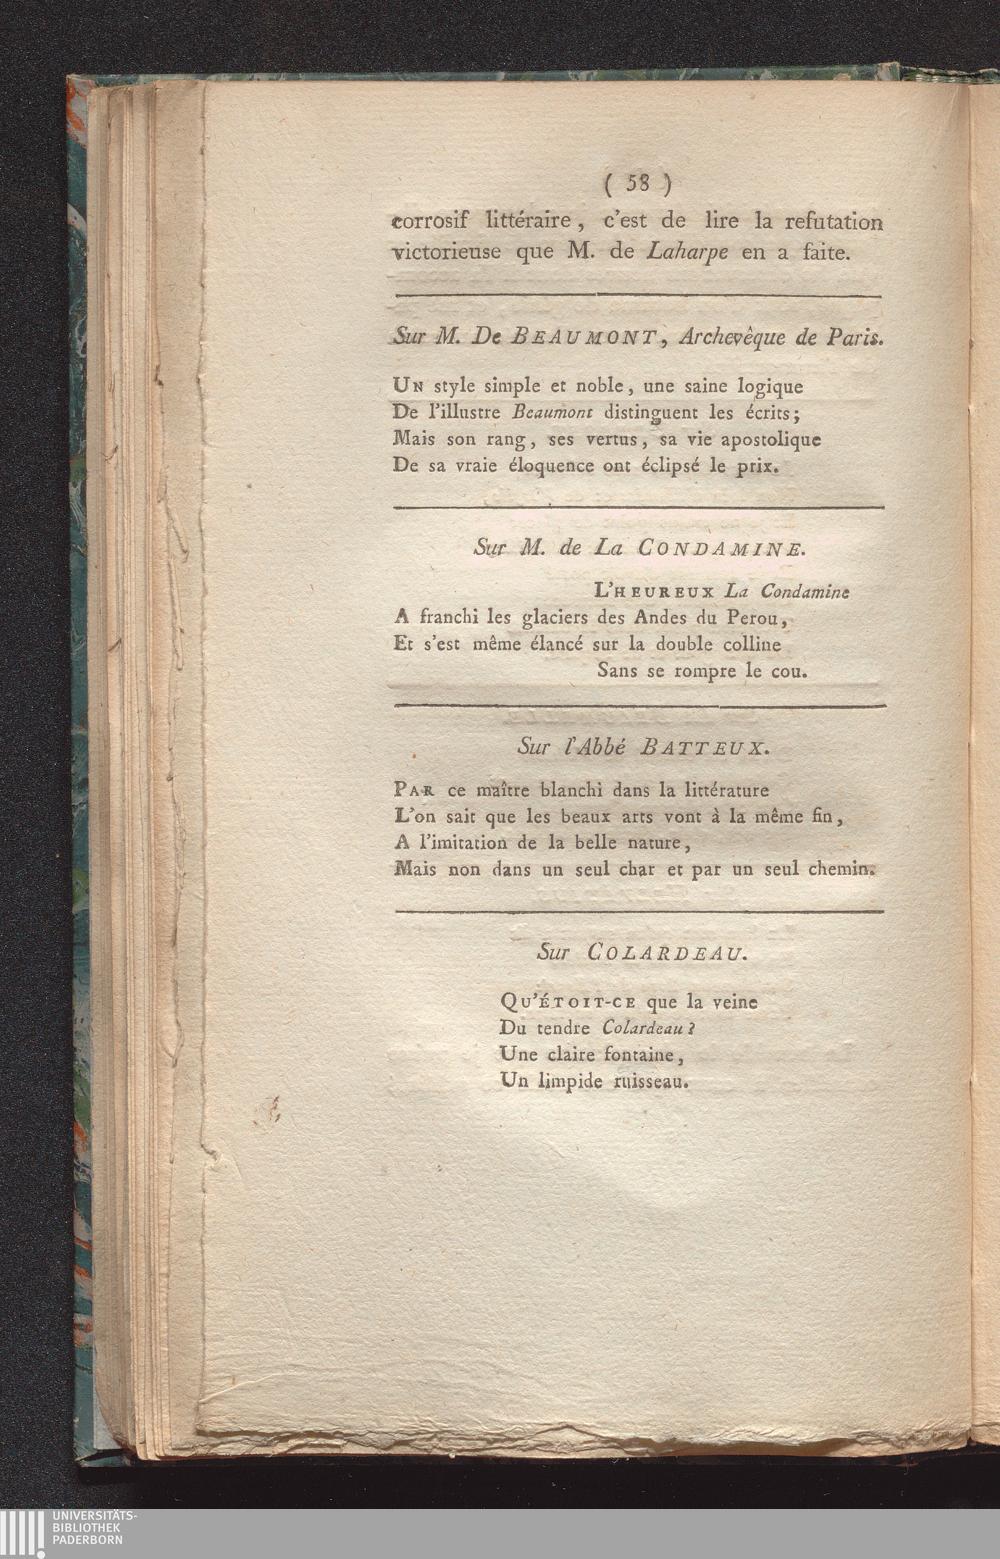 ( 58 )
corrosif littéraire, c'est de lire la refutation
victorieuse que M. de Laharpe en a faite.
Sur M. De BEAUMONT, Archevêque de Paris.
UN style simple et noble, une saine logique
De l'illustre Beaumont distinguent les écrits;
Mais son rang, ses vertus, sa vie apostolique
De sa vraie éloquence ont éclipsé le prix.
Sur M. de La CONDAMINE.
L'HEUREUX La Condamine
A franchi les glaciers des Andes du Perou,
Et s'est même élancé sur la double colline
Sans se rompre le cou.
Sur l'Abbé BATTEUX.
PAR ce maître blanchi dans la littérature
L'on sait que les beaux arts vont à la même fin,
A l'imitation de la belle nature,
Mais non dans un seul char et par un seul chemin.
Sur COLARDEAU.
QU'ÉTOIT-CE que la veine
Du tendre Colardeau?
Une claire fontaine,
Un limpide ruisseau.
UNIVERSITÄTS-
BIBLIOTHEK
PADERBORN